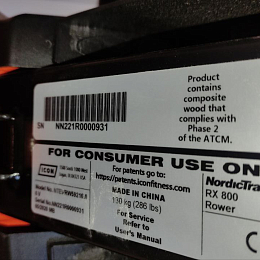 Product
contains
composite
wood that
complies with
Phase 2
of the ATCM.
SN NN221R0000931
FOR CONSUMER USE ON
ICON
For patents go to:
https://patents.iconfitness.com
MADE IN CHINA
130 kg (286 lbs)
For Service
Refer to
User's Manual
NordicTra
RX 800
Rower